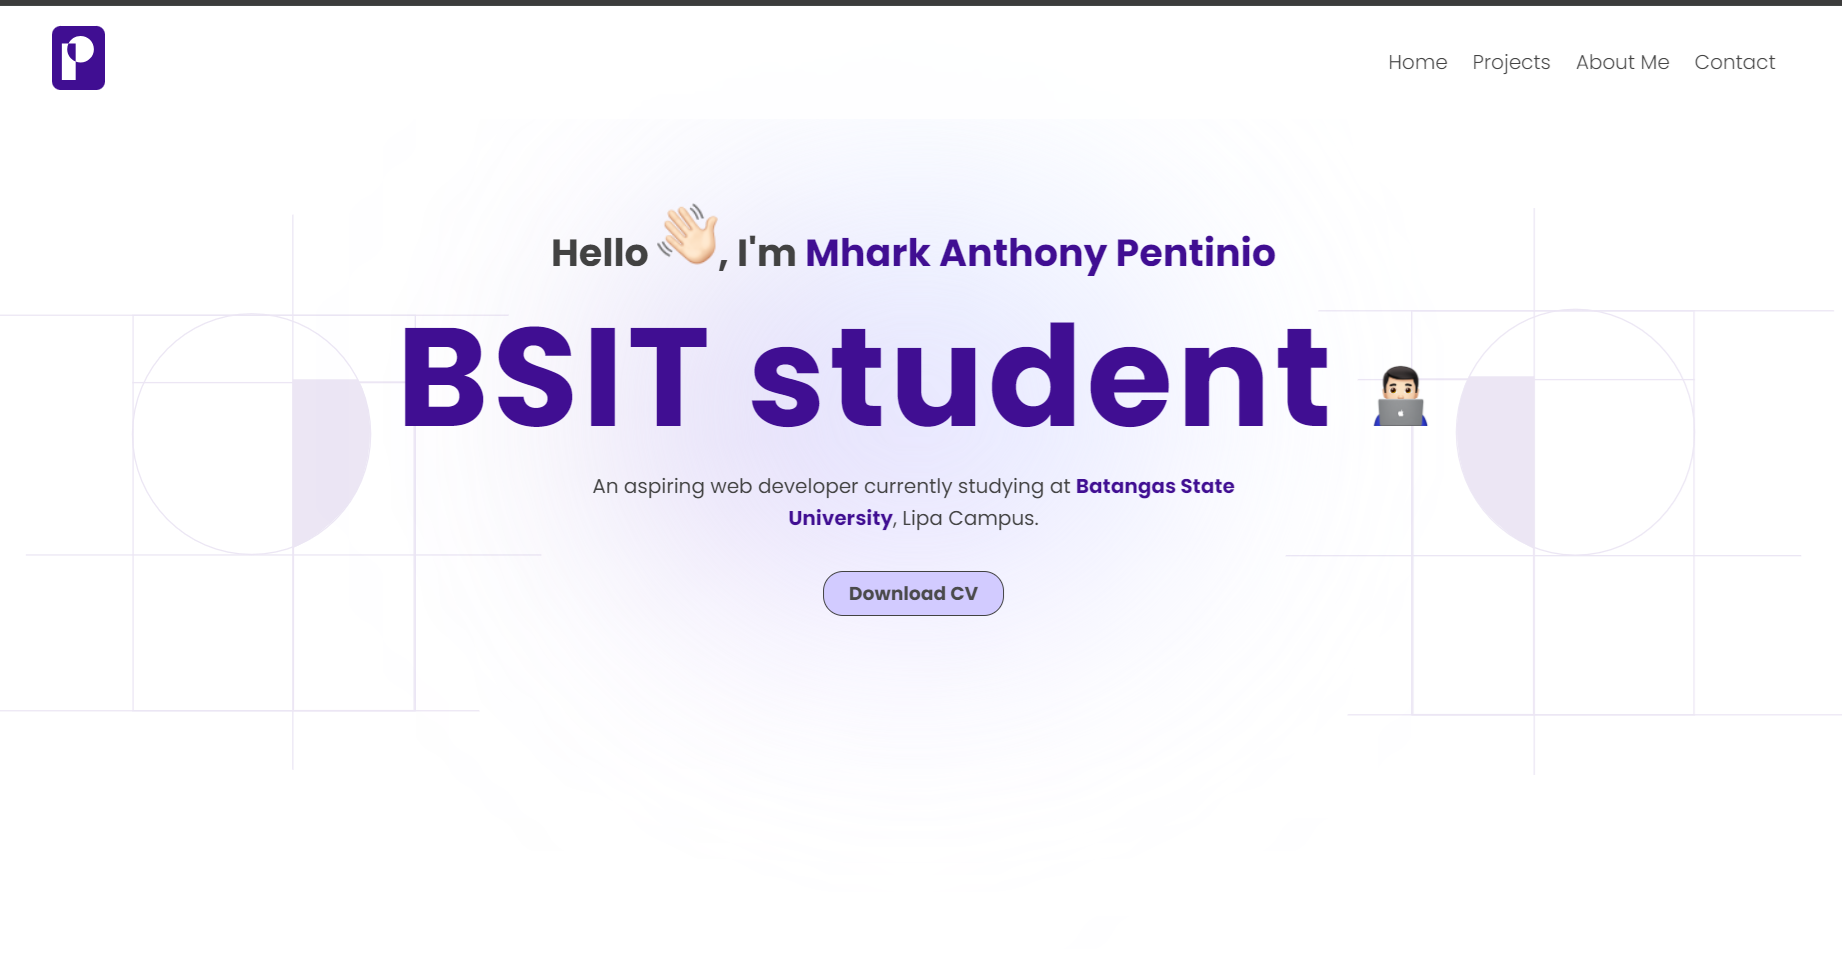 P
Home Projects About Me Contact
Hello 👋🏻, I'm Mhark Anthony Pentinio
BSIT student 👨🏻‍💻
An aspiring web developer currently studying at Batangas State
University, Lipa Campus.
Download CV